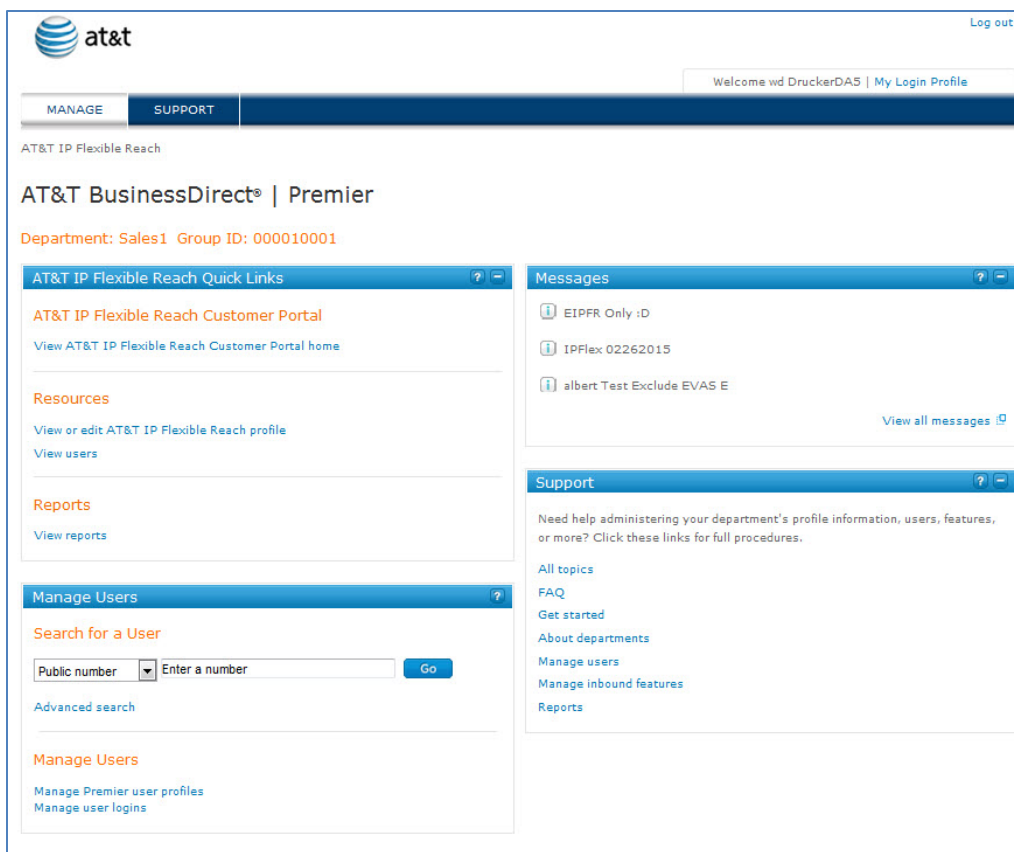 at&t
Log out
Welcome wd DruckerDA5 | My Login Profile
MANAGE
SUPPORT
AT&T IP Flexible Reach
AT&T BusinessDirect® | Premier
Department: Sales1 Group ID: 000010001
AT&T IP Flexible Reach Quick Links ?
AT&T IP Flexible Reach Customer Portal
View AT&T IP Flexible Reach Customer Portal home
Resources
View or edit AT&T IP Flexible Reach profile
View users
Reports
View reports
Manage Users ?
Search for a User
Public number Enter a number Go
Advanced search
Manage Users
Manage Premier user profiles
Manage user logins
Messages ?
i EIPFR Only :D
i IPFlex 02262015
i albert Test Exclude EVAS E
View all messages
Support ?
Need help administering your department's profile information, users, features,
or more? Click these links for full procedures.
All topics
FAQ
Get started
About departments
Manage users
Manage inbound features
Reports